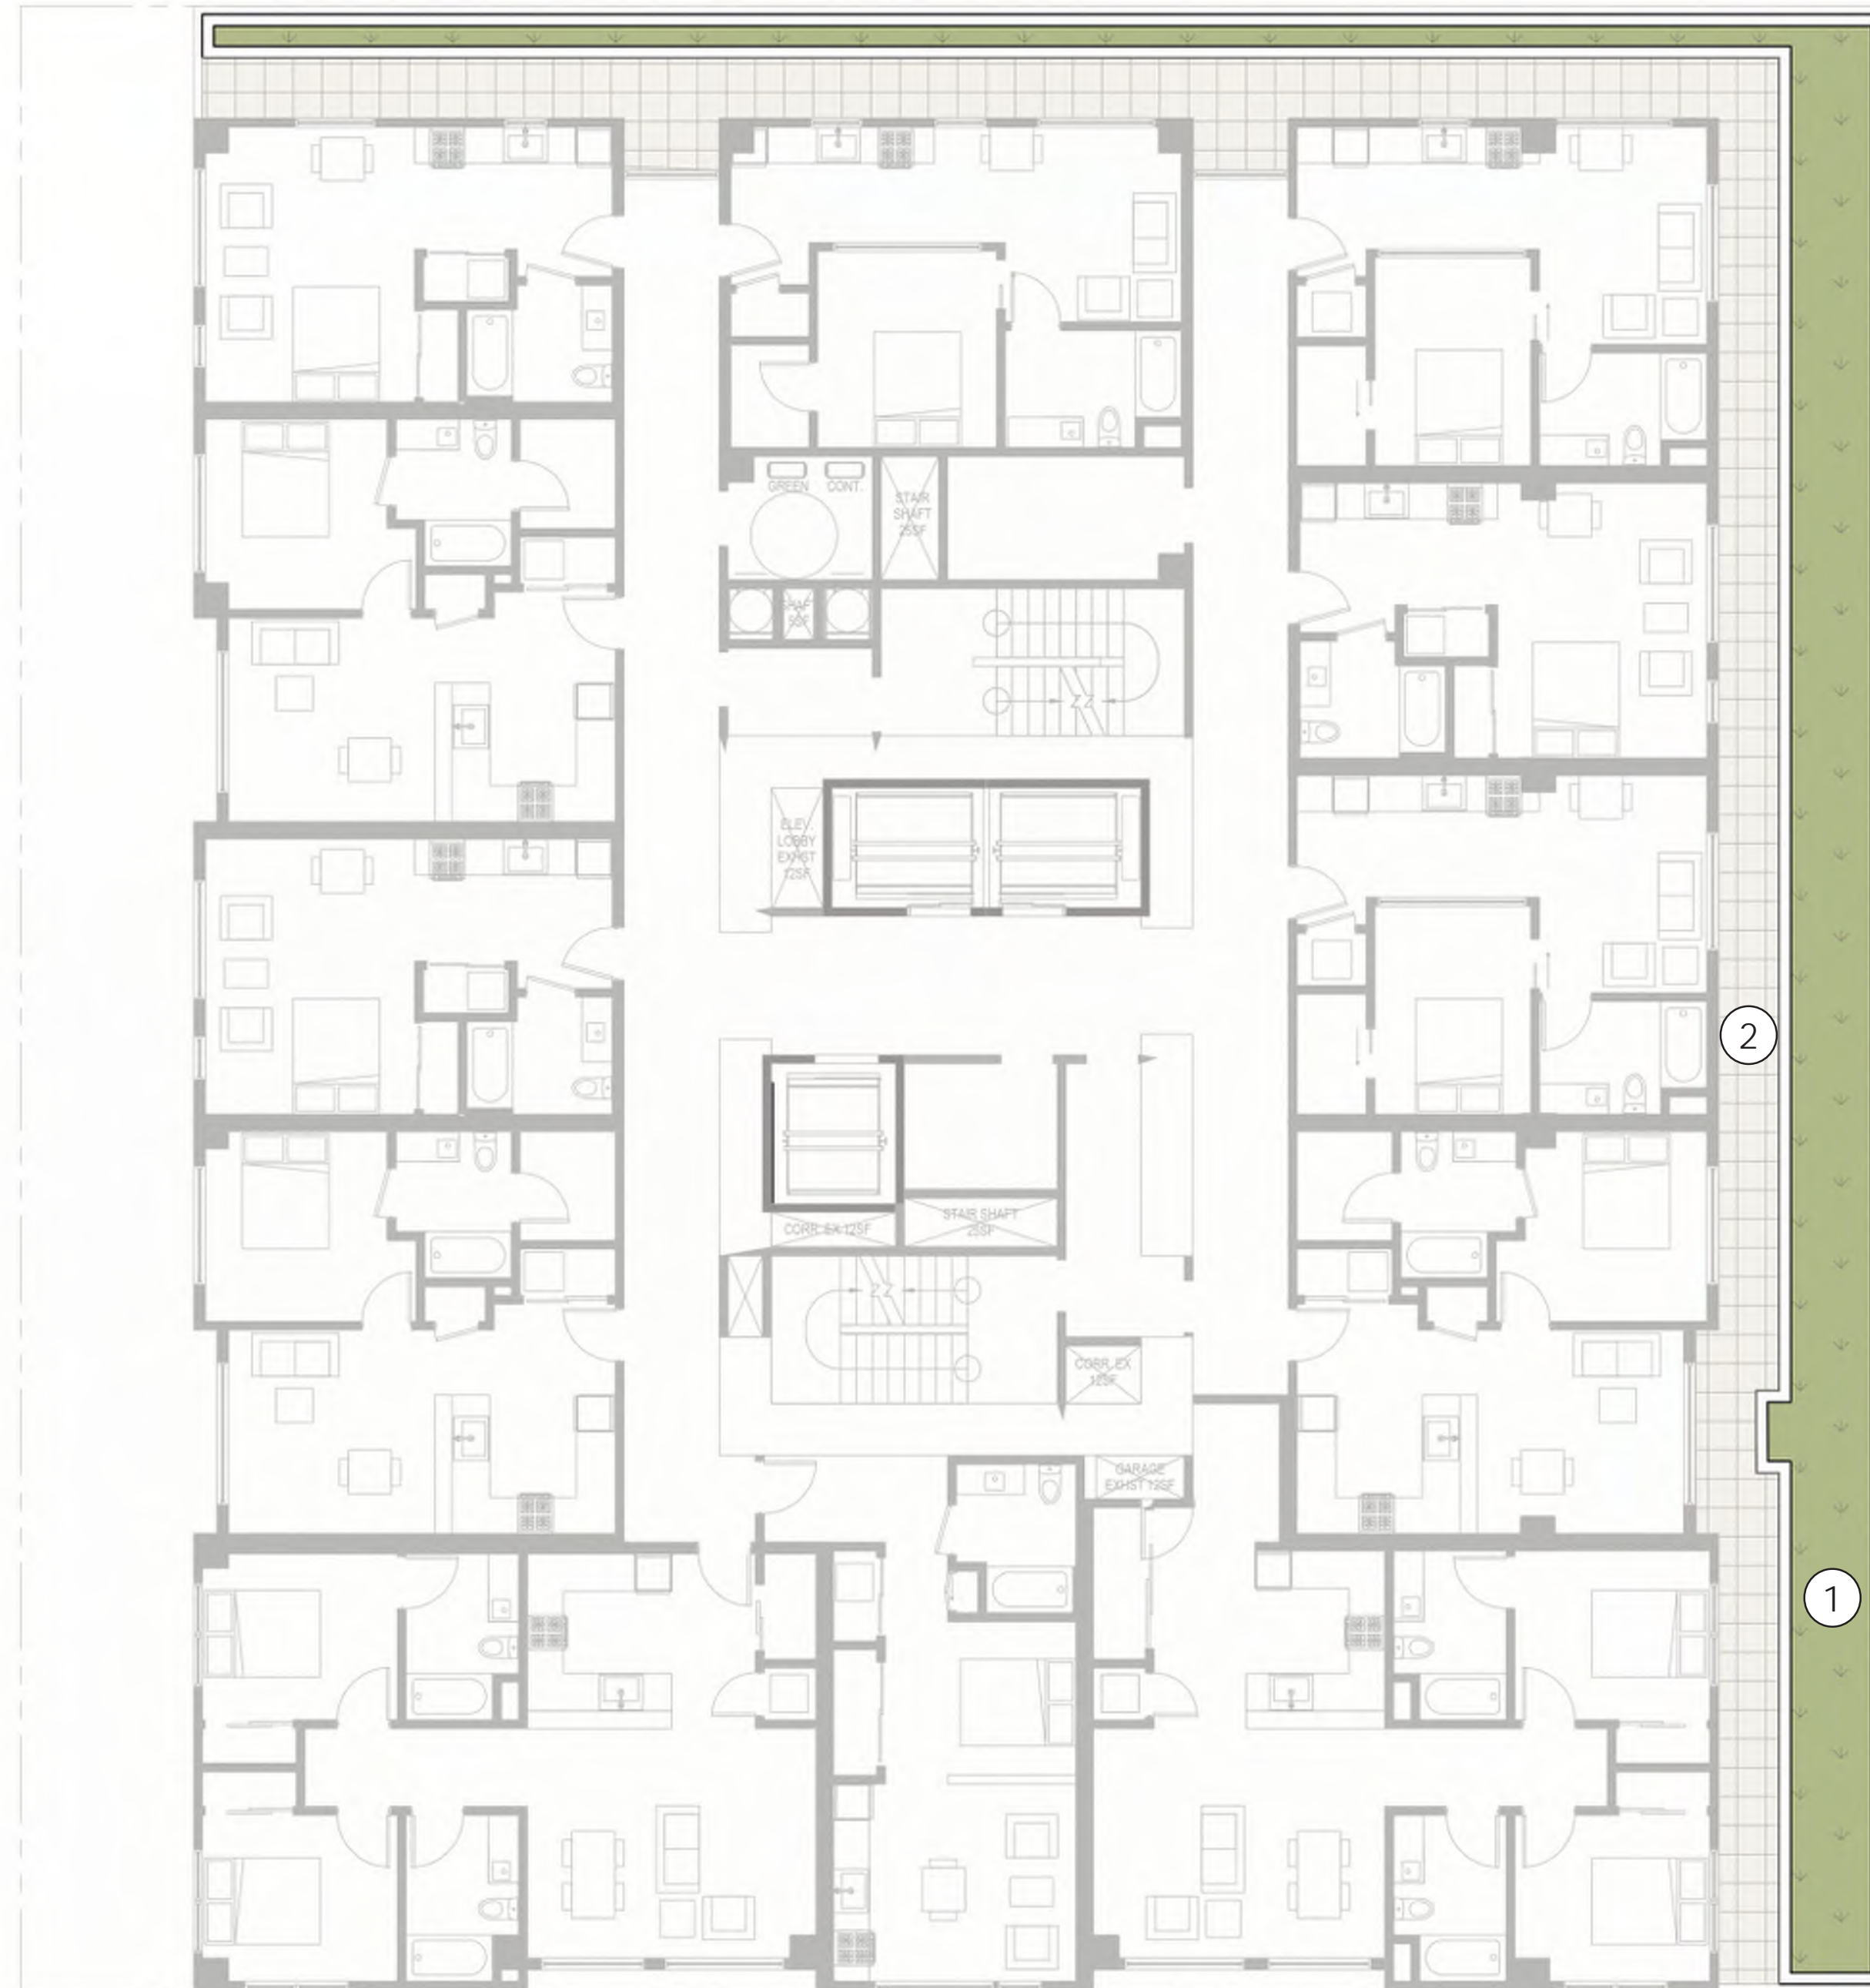 GREEN CONT.
STAIR
SHAFT
25SF
SHAFT
5SF
ELEV.
LOBBY
EXHST
12SF
2
CORR. EX 12SF
STAIR SHAFT
25SF
CORR. EX
12SF
GARAGE
EXHST 12SF
1